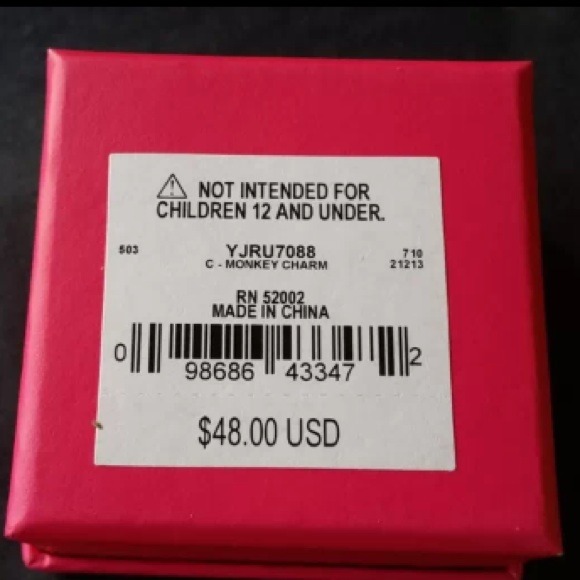 ⚠ NOT INTENDED FOR
CHILDREN 12 AND UNDER.
503 YJRU7088 710
C - MONKEY CHARM 21213
RN 52002
MADE IN CHINA
0 98686 43347 2
$48.00 USD